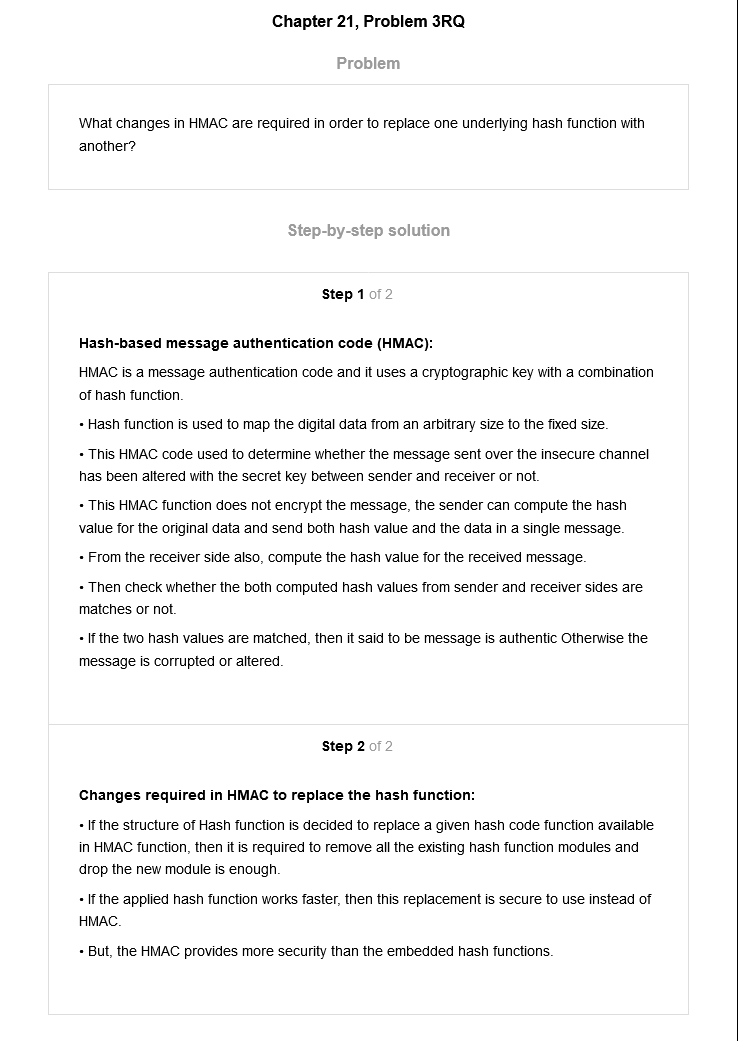 Chapter 21, Problem 3RQ
Problem
What changes in HMAC are required in order to replace one underlying hash function with
another?
Step-by-step solution
Step 1 of 2
Hash-based message authentication code (HMAC):
HMAC is a message authentication code and it uses a cryptographic key with a combination
of hash function.
• Hash function is used to map the digital data from an arbitrary size to the fixed size.
• This HMAC code used to determine whether the message sent over the insecure channel
has been altered with the secret key between sender and receiver or not.
• This HMAC function does not encrypt the message, the sender can compute the hash
value for the original data and send both hash value and the data in a single message.
• From the receiver side also, compute the hash value for the received message.
• Then check whether the both computed hash values from sender and receiver sides are
matches or not.
• If the two hash values are matched, then it said to be message is authentic Otherwise the
message is corrupted or altered.
Step 2 of 2
Changes required in HMAC to replace the hash function:
• If the structure of Hash function is decided to replace a given hash code function available
in HMAC function, then it is required to remove all the existing hash function modules and
drop the new module is enough.
• If the applied hash function works faster, then this replacement is secure to use instead of
HMAC.
• But, the HMAC provides more security than the embedded hash functions.